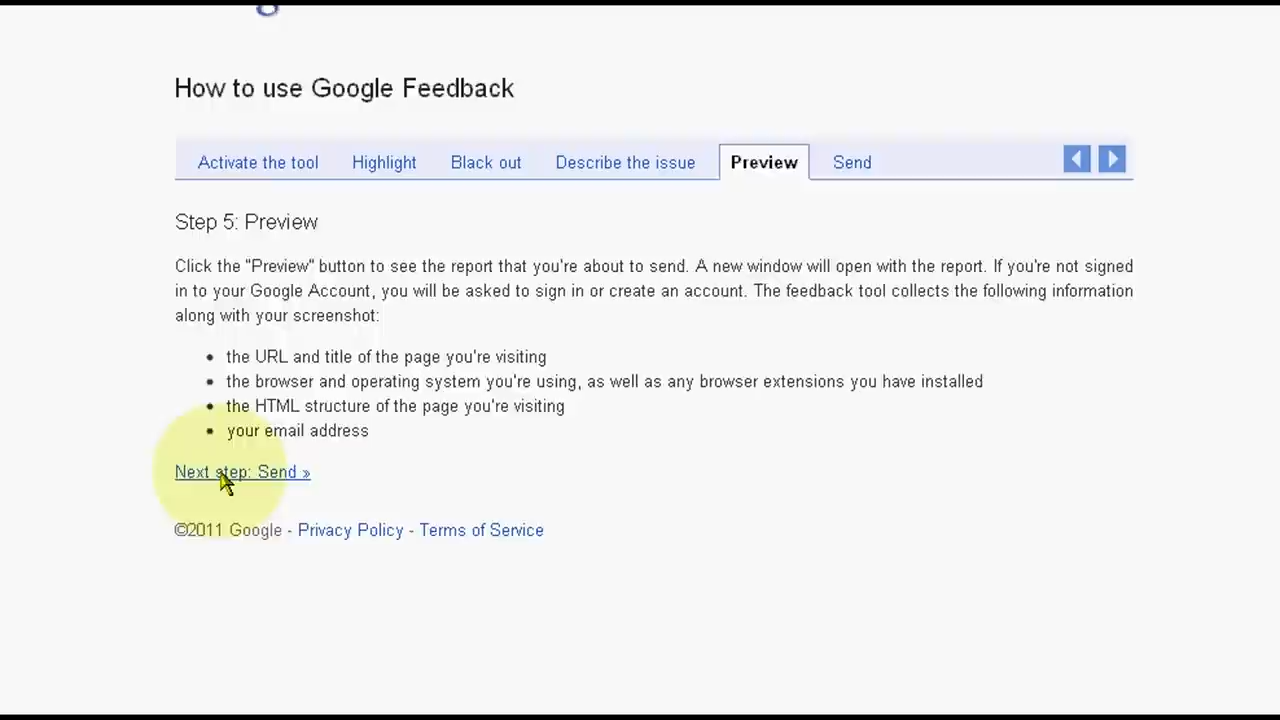 How to use Google Feedback
Activate the tool Highlight Black out Describe the issue Preview Send
Step 5: Preview
Click the "Preview" button to see the report that you're about to send. A new window will open with the report. If you're not signed
in to your Google Account, you will be asked to sign in or create an account. The feedback tool collects the following information
along with your screenshot:
• the URL and title of the page you're visiting
• the browser and operating system you're using, as well as any browser extensions you have installed
• the HTML structure of the page you're visiting
• your email address
Next step: Send »
©2011 Google - Privacy Policy - Terms of Service